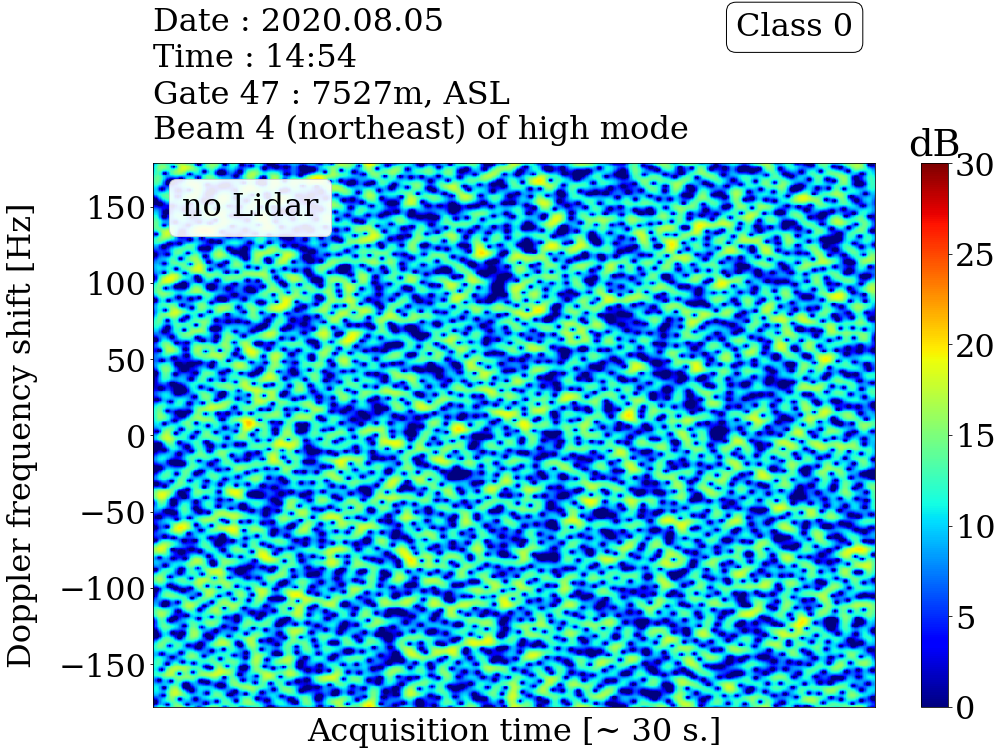 Date : 2020.08.05
Time : 14:54
Gate 47 : 7527m, ASL
Beam 4 (northeast) of high mode
Class 0
dB
no Lidar
Doppler frequency shift [Hz]
150
100
50
0
−50
−100
−150
30
25
20
15
10
5
0
Acquisition time [~ 30 s.]